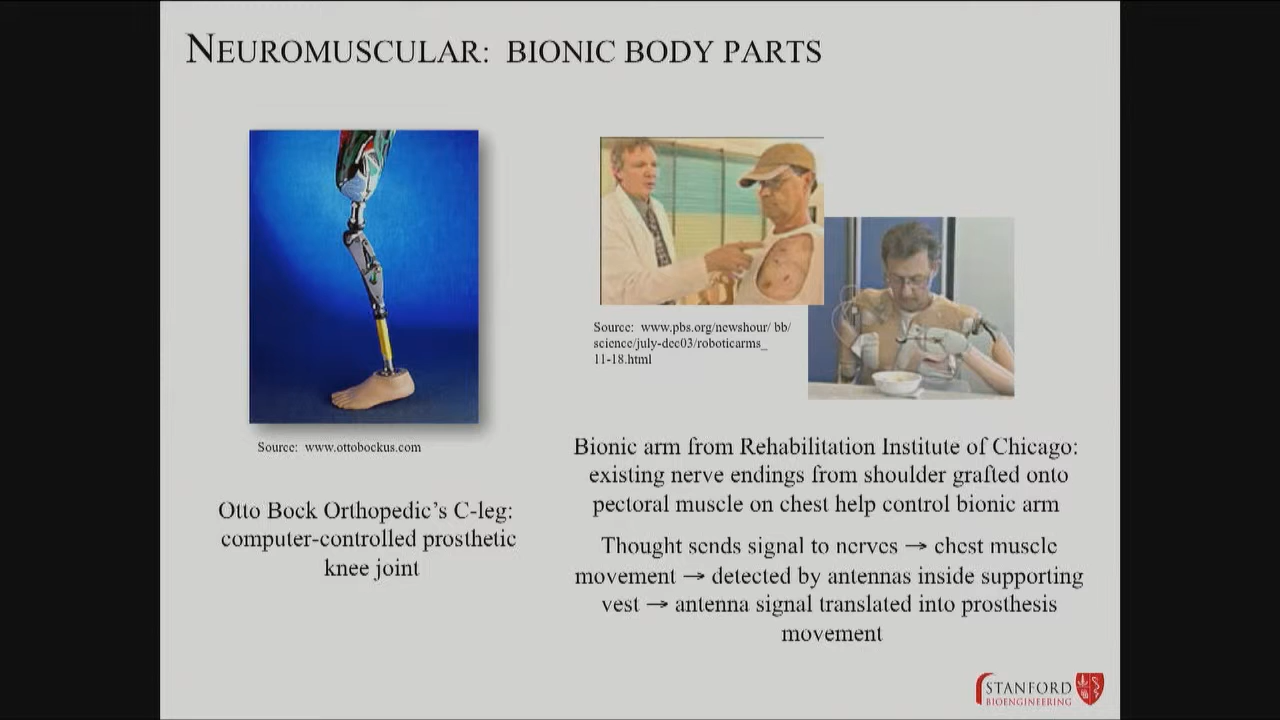 NEUROMUSCULAR: BIONIC BODY PARTS
Source: www.ottobockus.com
Otto Bock Orthopedic's C-leg:
computer-controlled prosthetic
knee joint
Source: www.pbs.org/newshour/ bb/
science/july-dec03/roboticarms_
11-18.html
Bionic arm from Rehabilitation Institute of Chicago:
existing nerve endings from shoulder grafted onto
pectoral muscle on chest help control bionic arm
Thought sends signal to nerves → chest muscle
movement → detected by antennas inside supporting
vest → antenna signal translated into prosthesis
movement
STANFORD
BIOENGINEERING